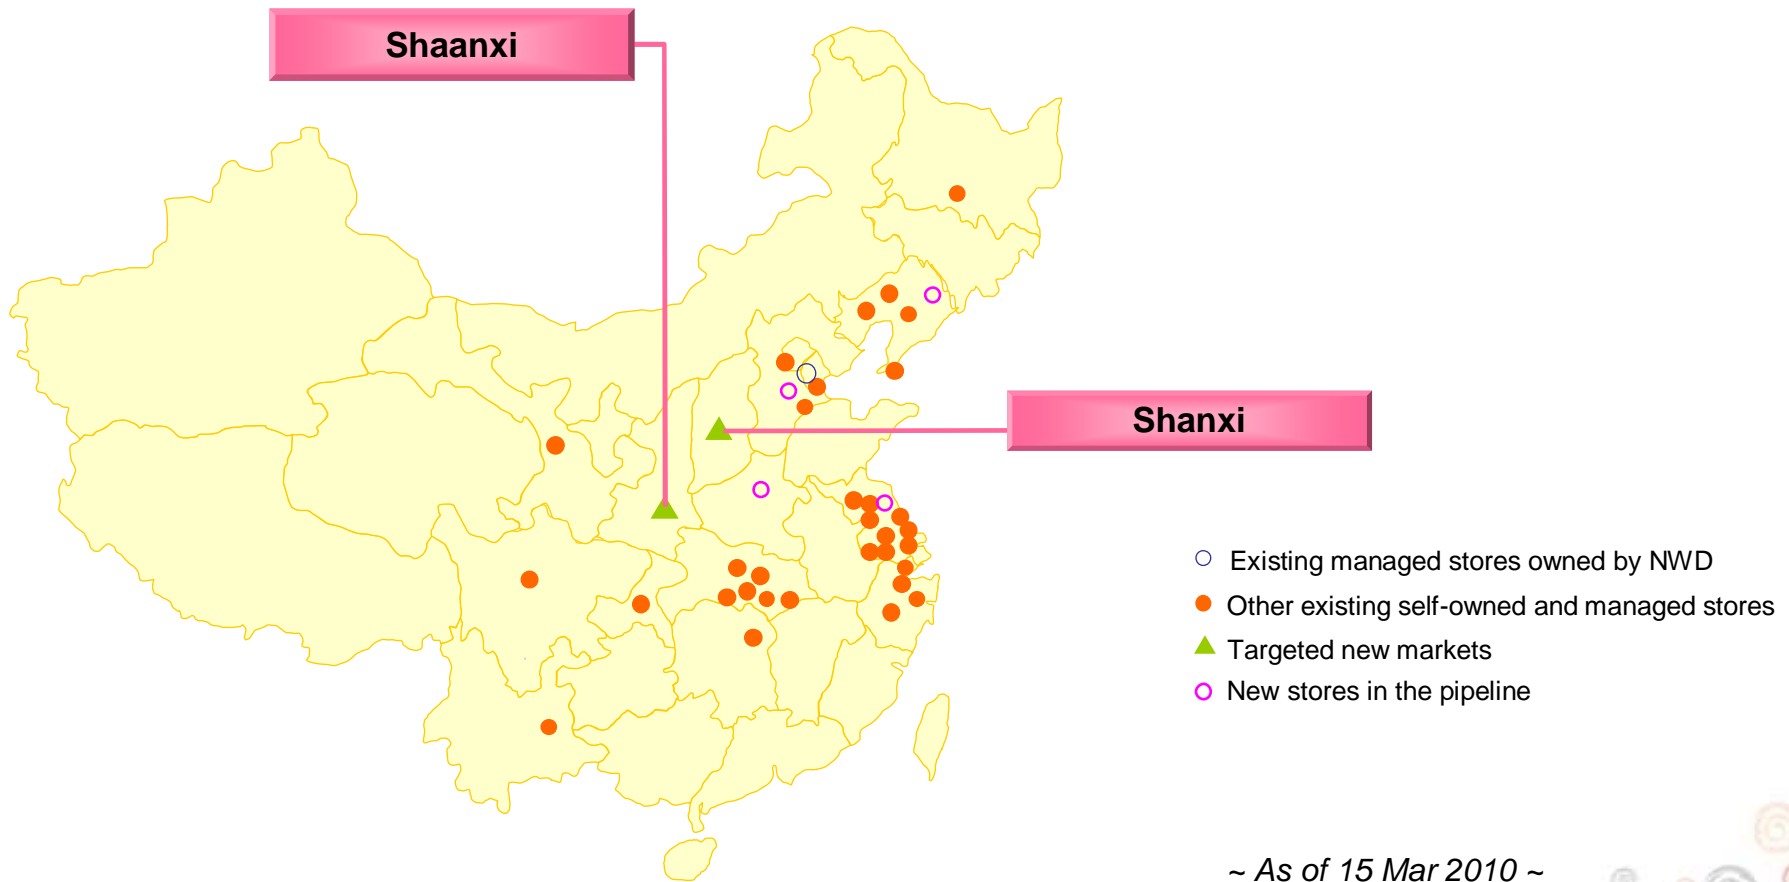 Shaanxi
Shanxi
Existing managed stores owned by NWD
Other existing self-owned and managed stores
Targeted new markets
New stores in the pipeline
~ As of 15 Mar 2010 ~